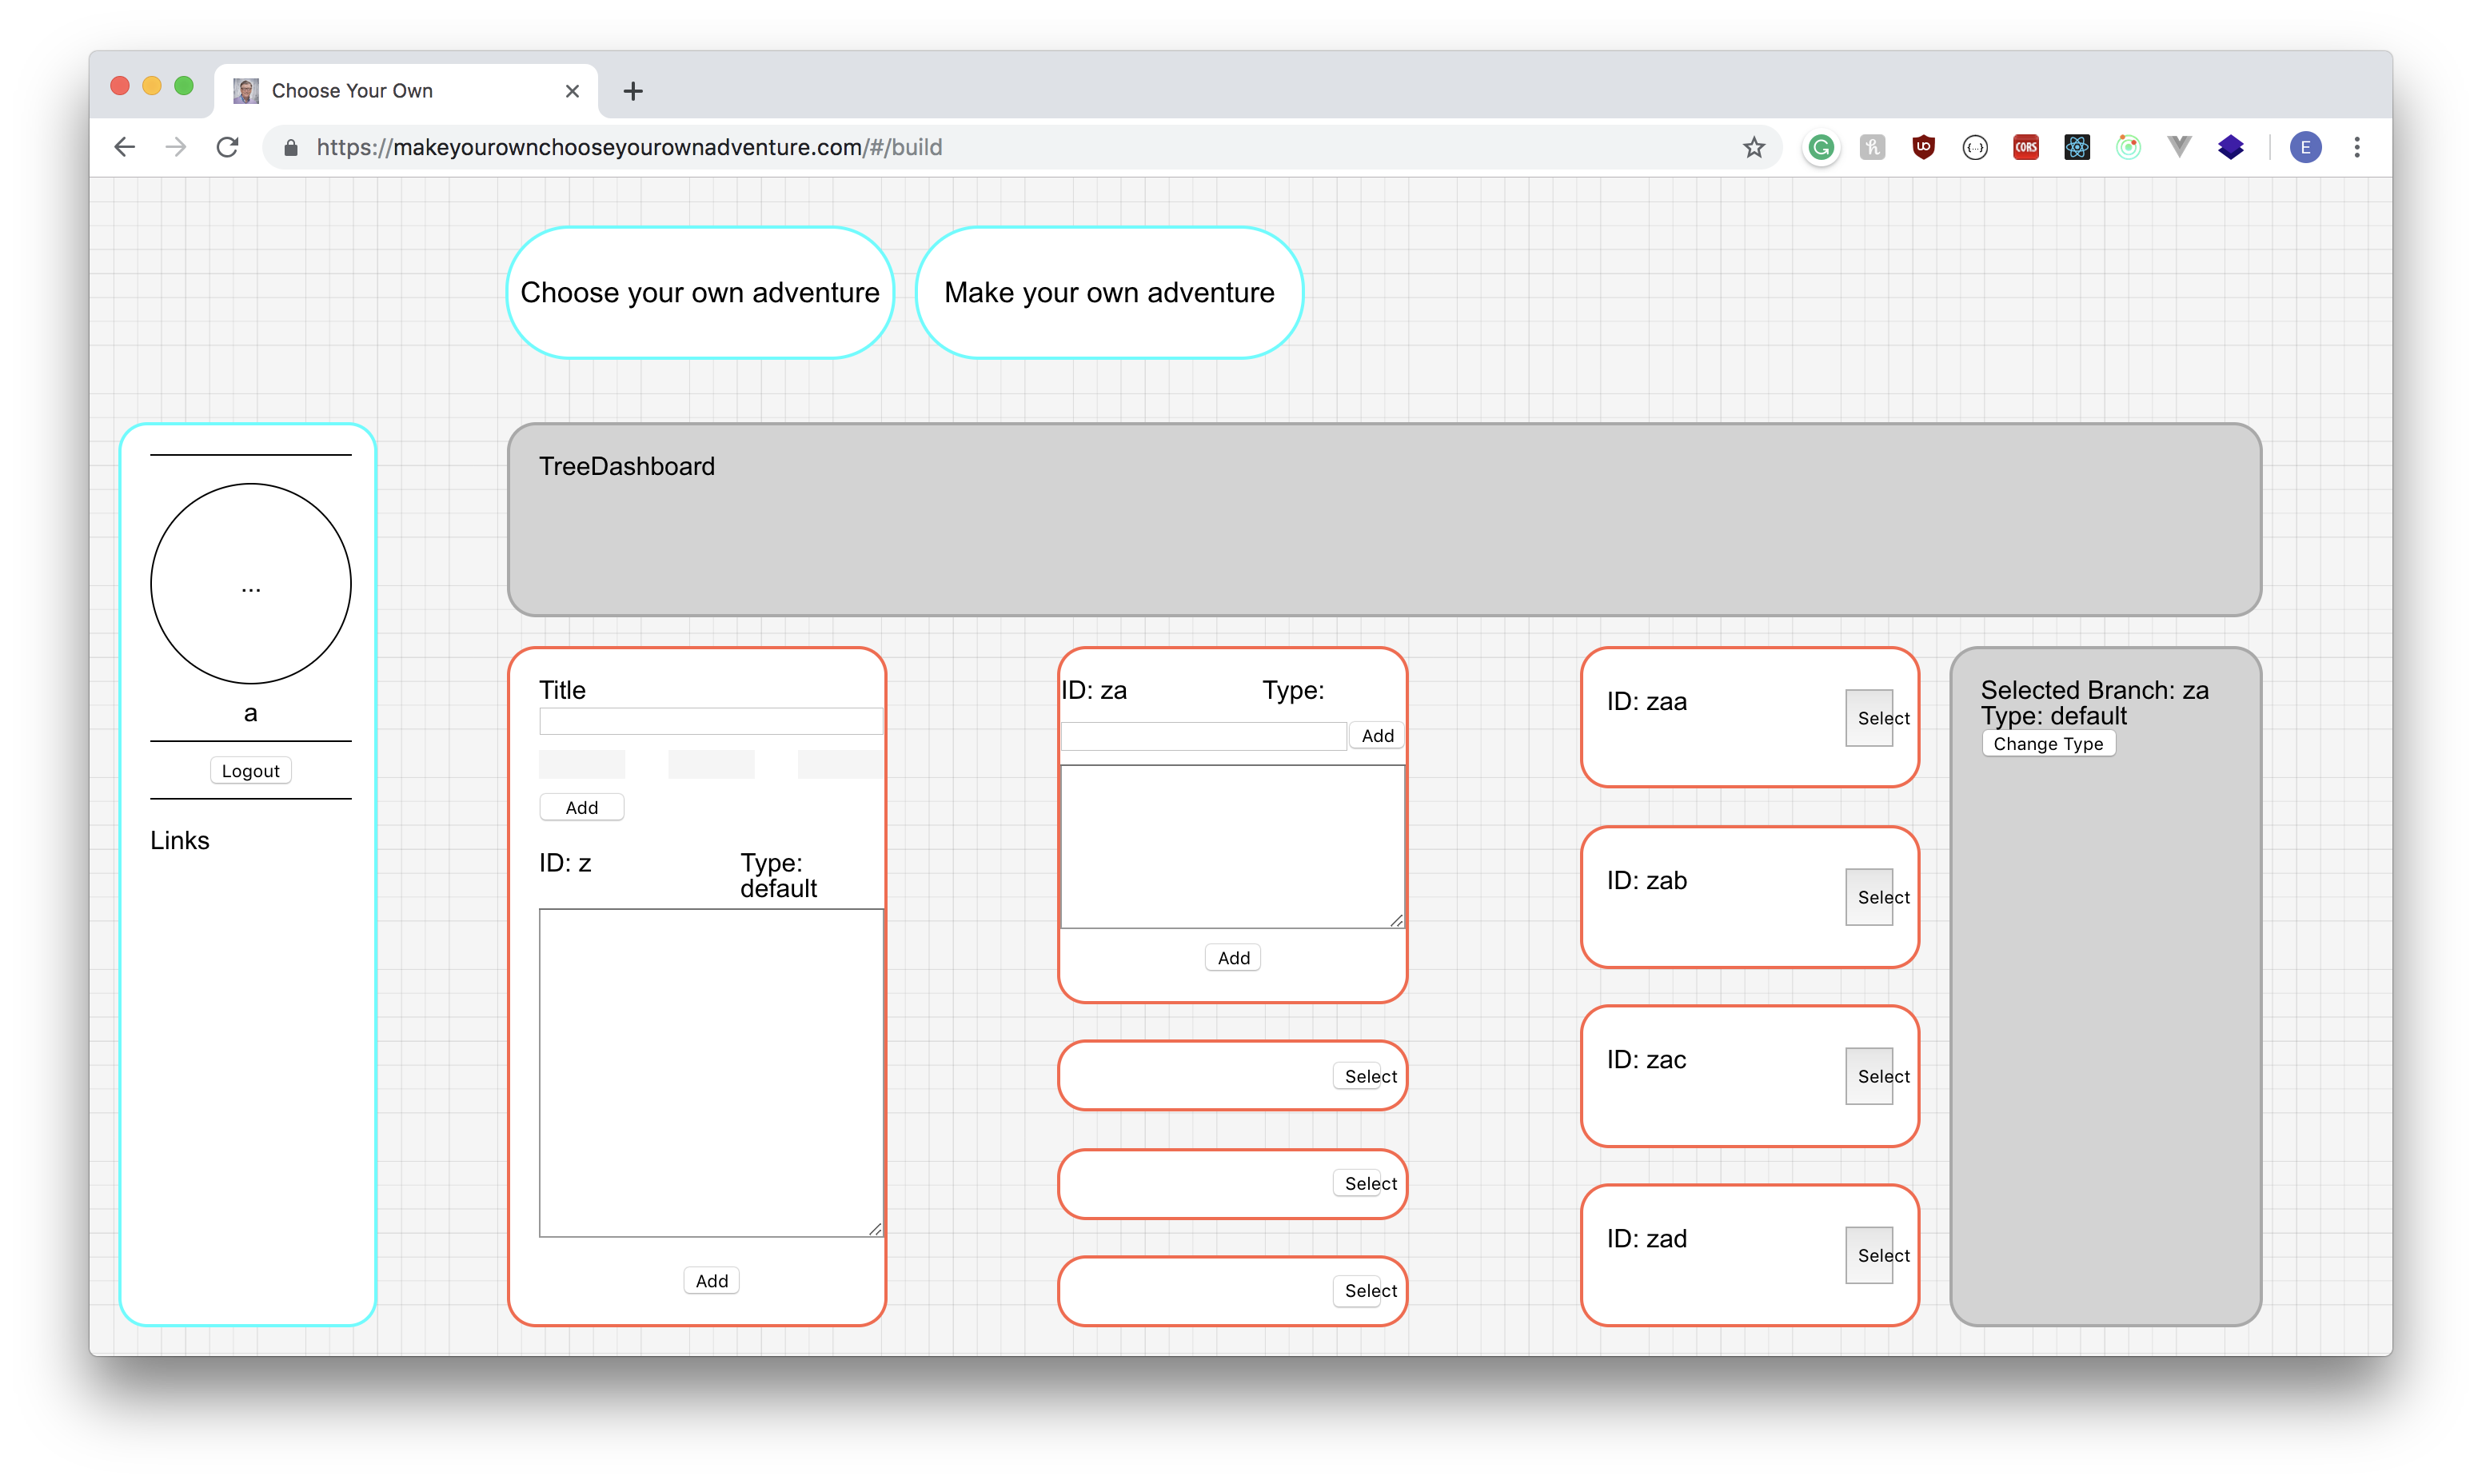 Choose Your Own
https://makeyourownchooseyourownadventure.com/#/build
CORS
E
Choose your own adventure
Make your own adventure
...
a
Logout
Links
TreeDashboard
Title
Add
ID: z
Type:
default
Add
ID: za
Type:
Add
Add
Select
Select
Select
ID: zaa
Select
ID: zab
Select
ID: zac
Select
ID: zad
Select
Selected Branch: za
Type: default
Change Type